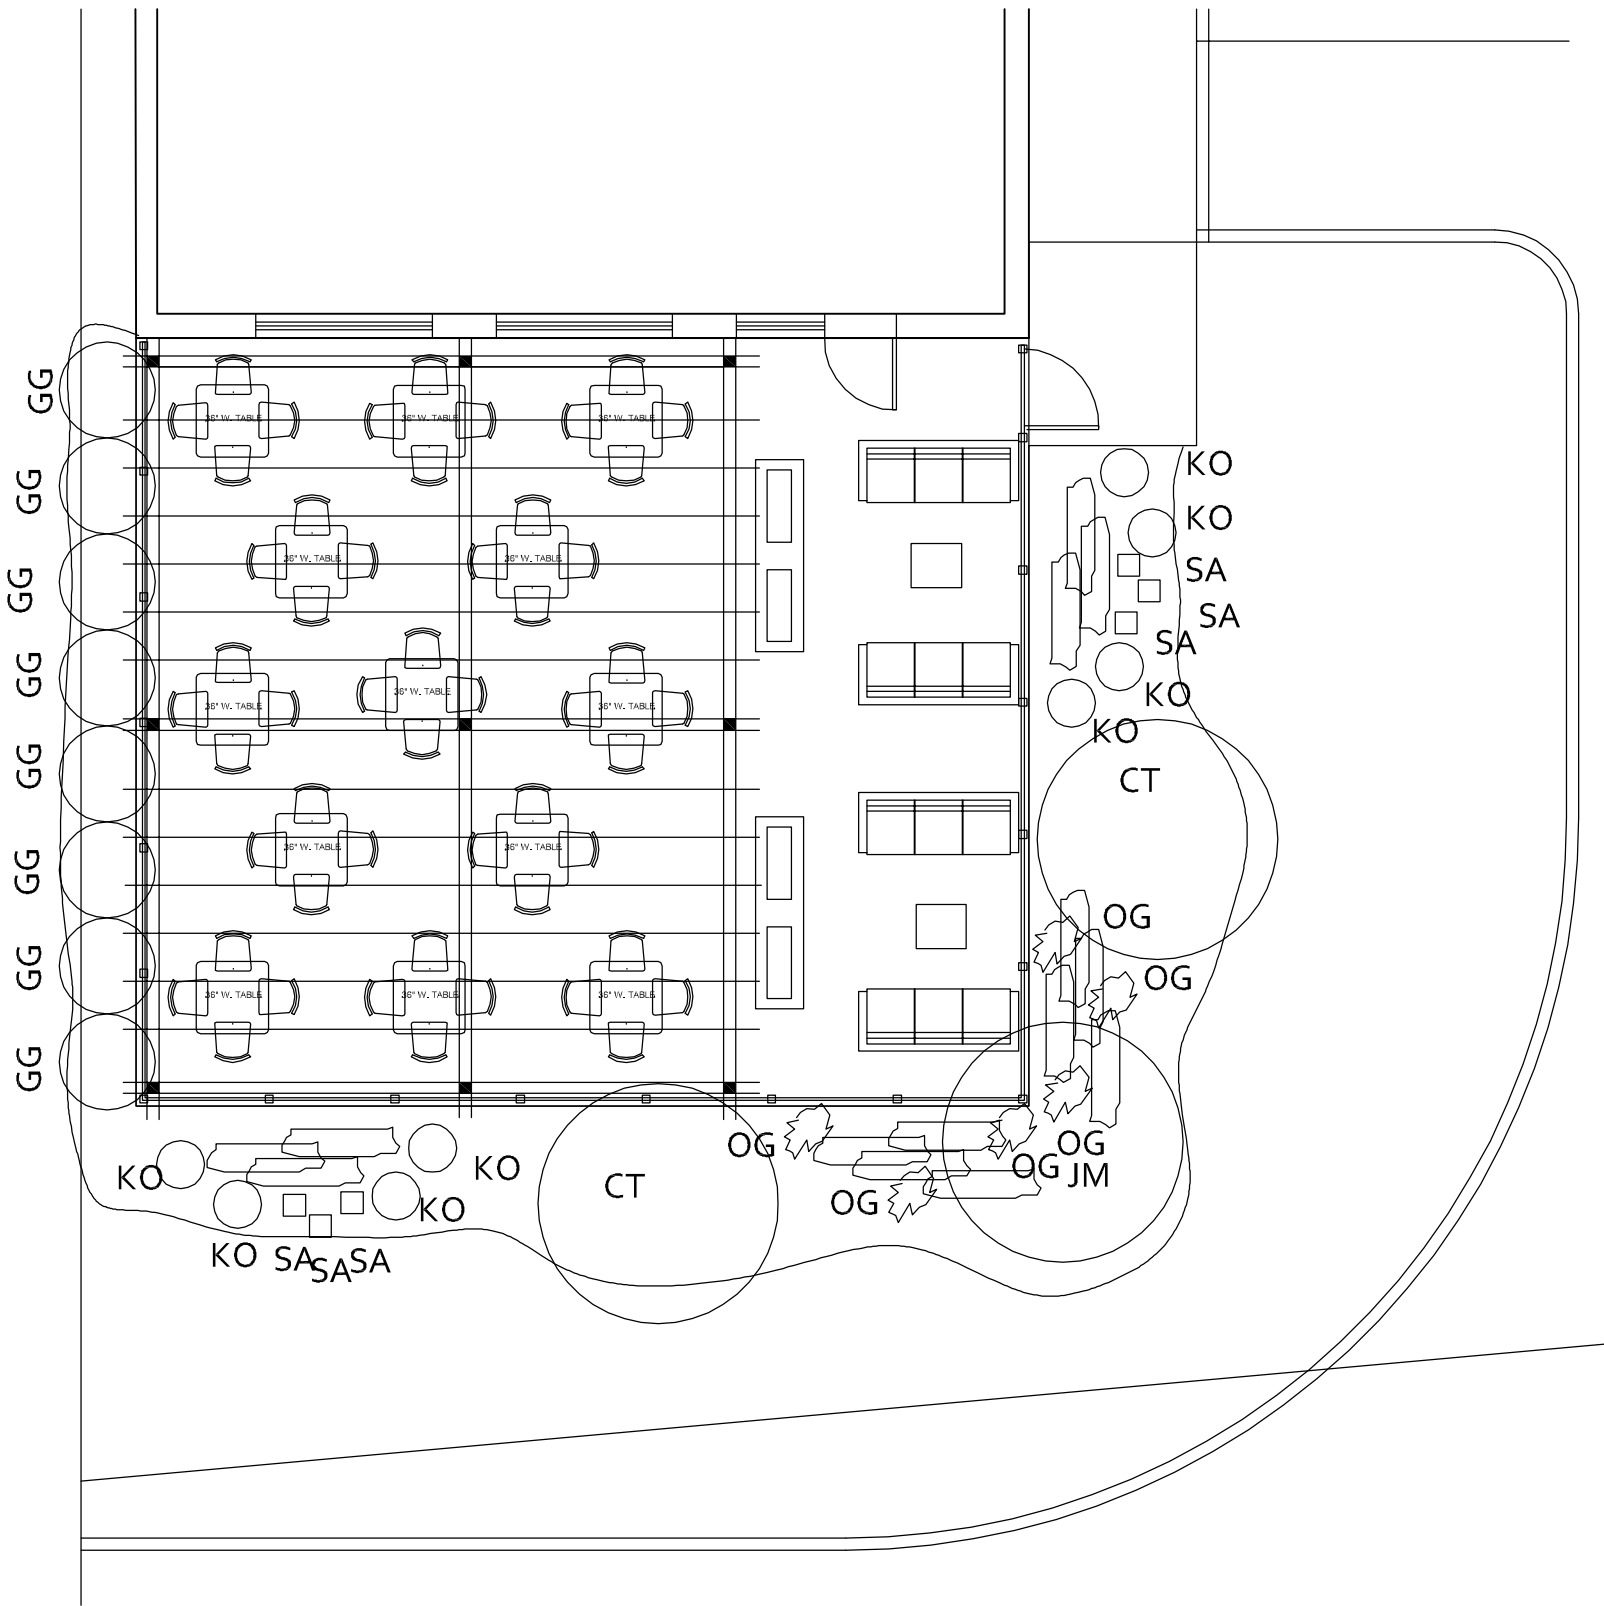 GG
36" W. TABLE
36" W. TABLE
36" W. TABLE
KO
GG
KO
36" W. TABLE
36" W. TABLE
SA
GG
SA
SA
GG
36" W. TABLE
36" W. TABLE
36" W. TABLE
KO
KO
GG
CT
36" W. TABLE
36" W. TABLE
GG
OG
GG
OG
36" W. TABLE
36" W. TABLE
36" W. TABLE
GG
OG
OG
KO
KO
OG
JM
CT
OG
KO
KO
SA
SA
SA